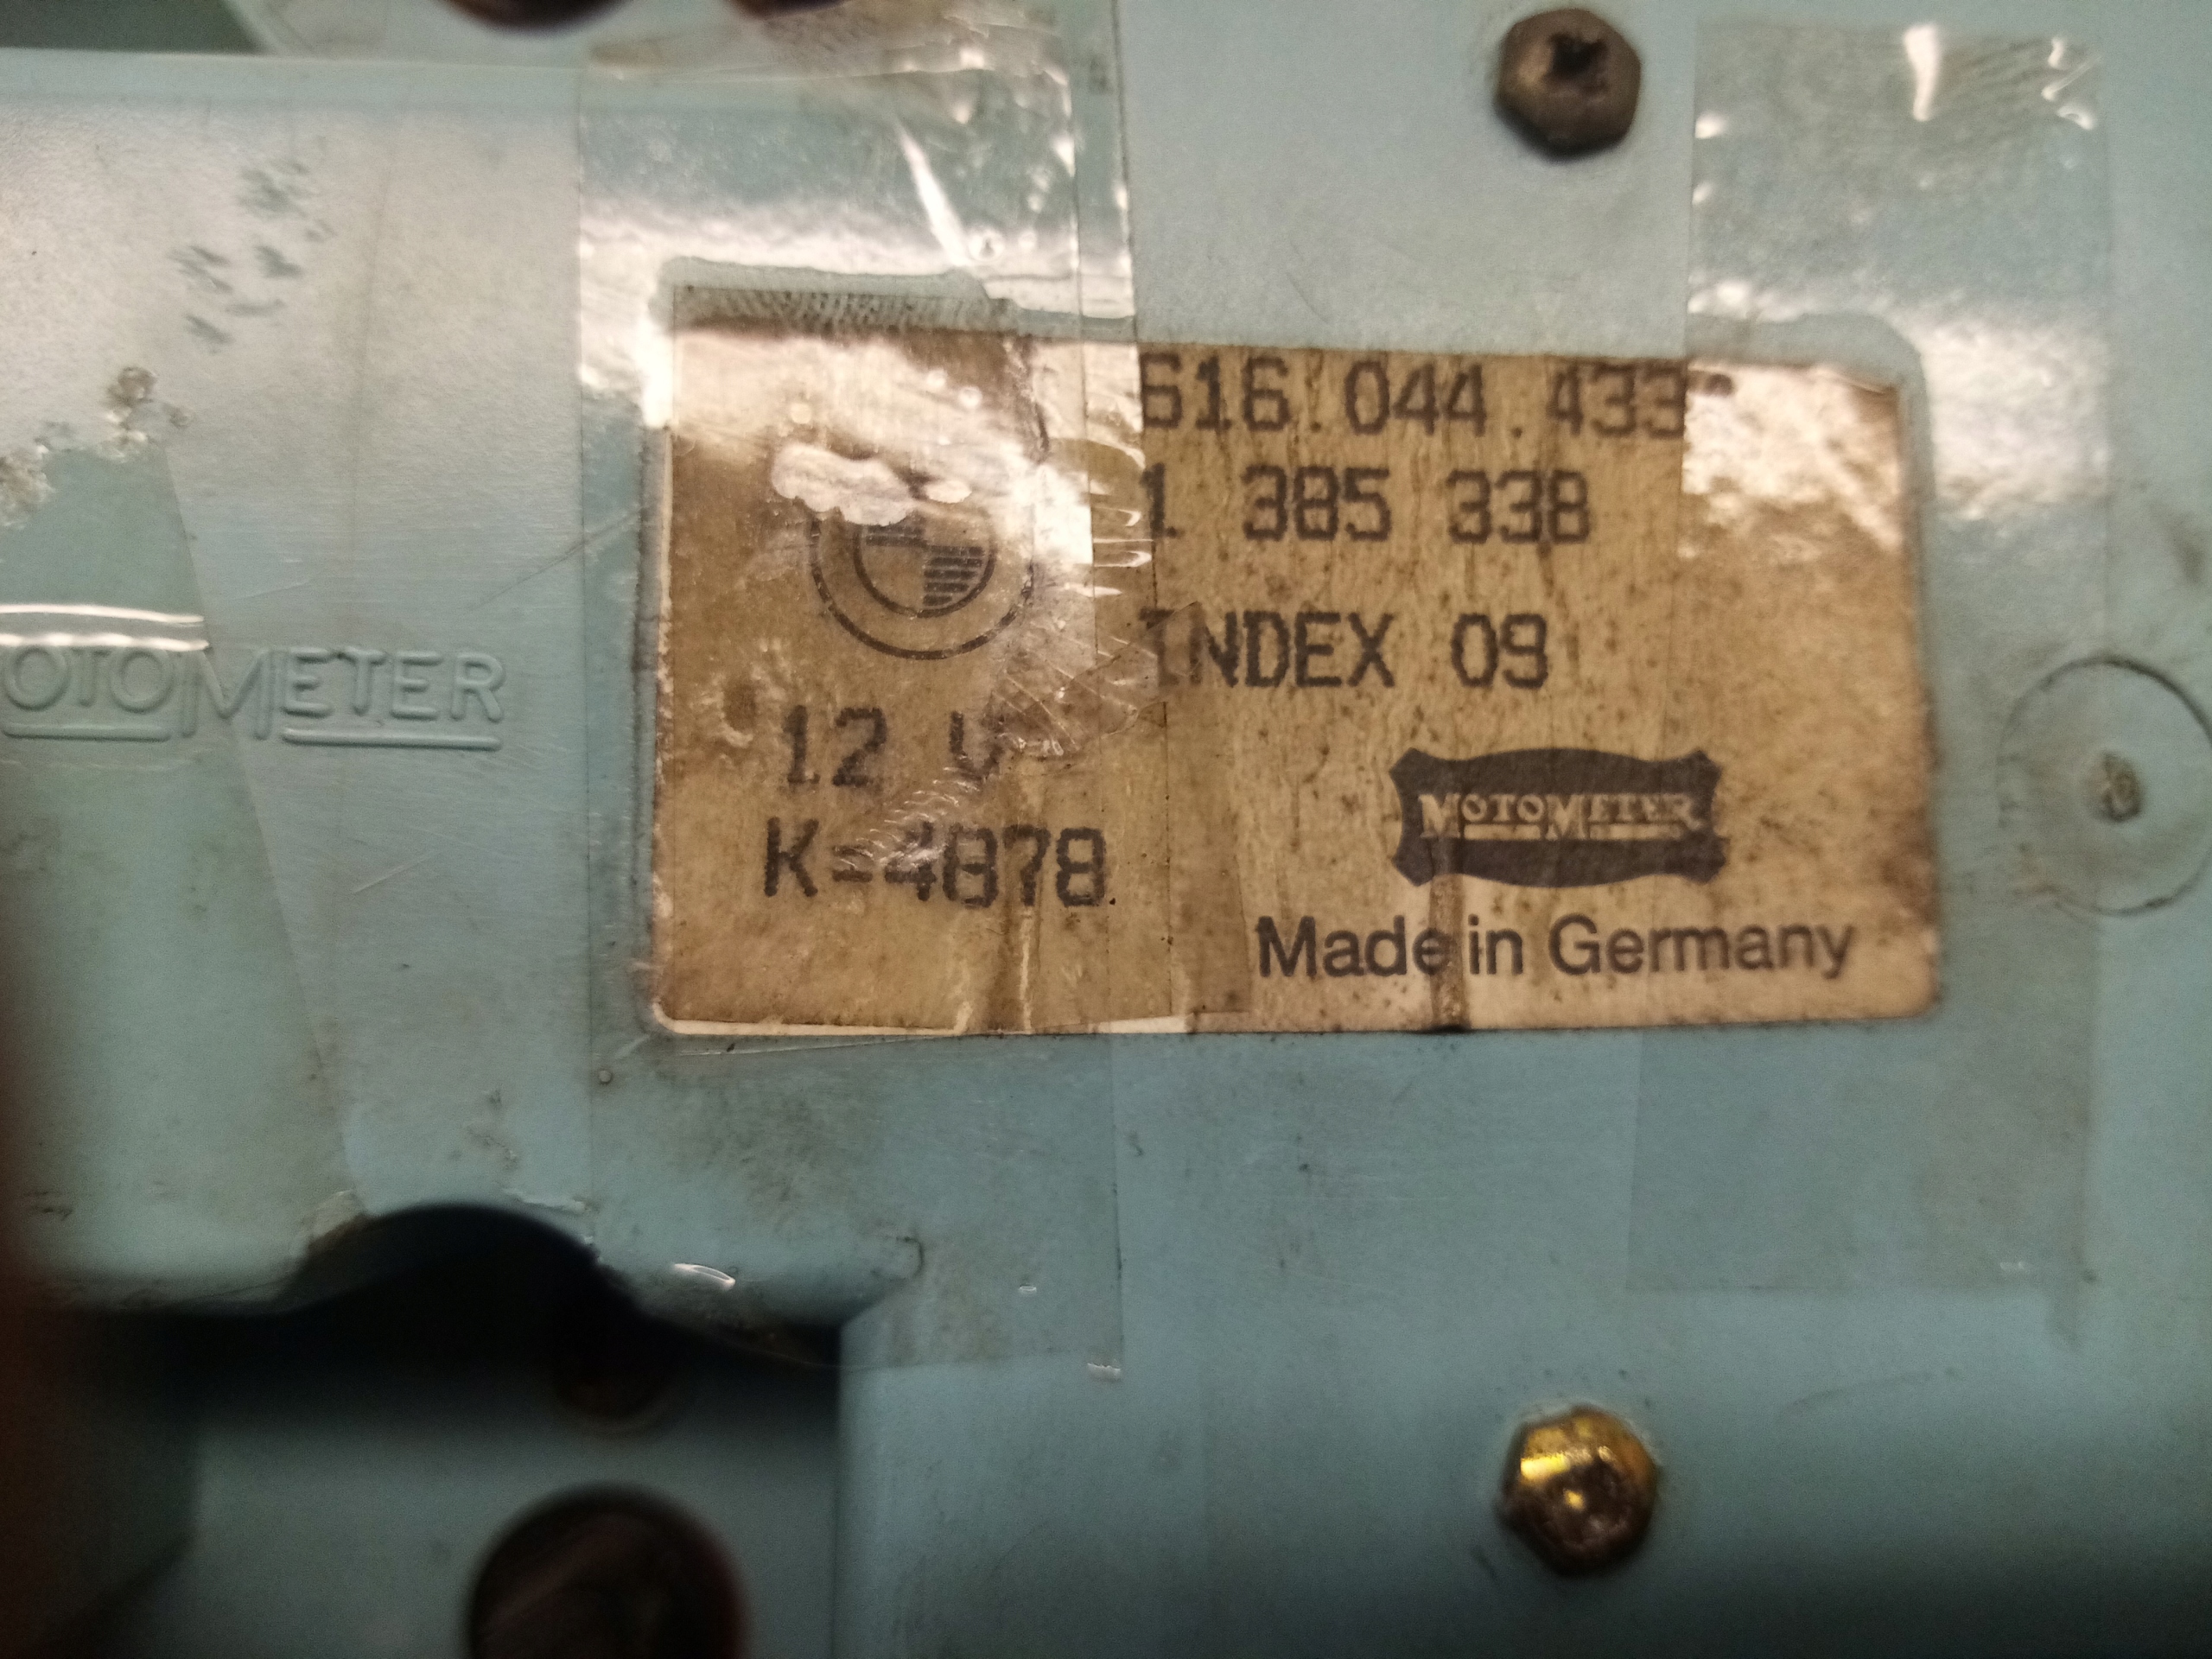 616.044.433
1 385 338
INDEX 09
12 V
K=4878
MOTOMETER
Made in Germany
OTOMETER